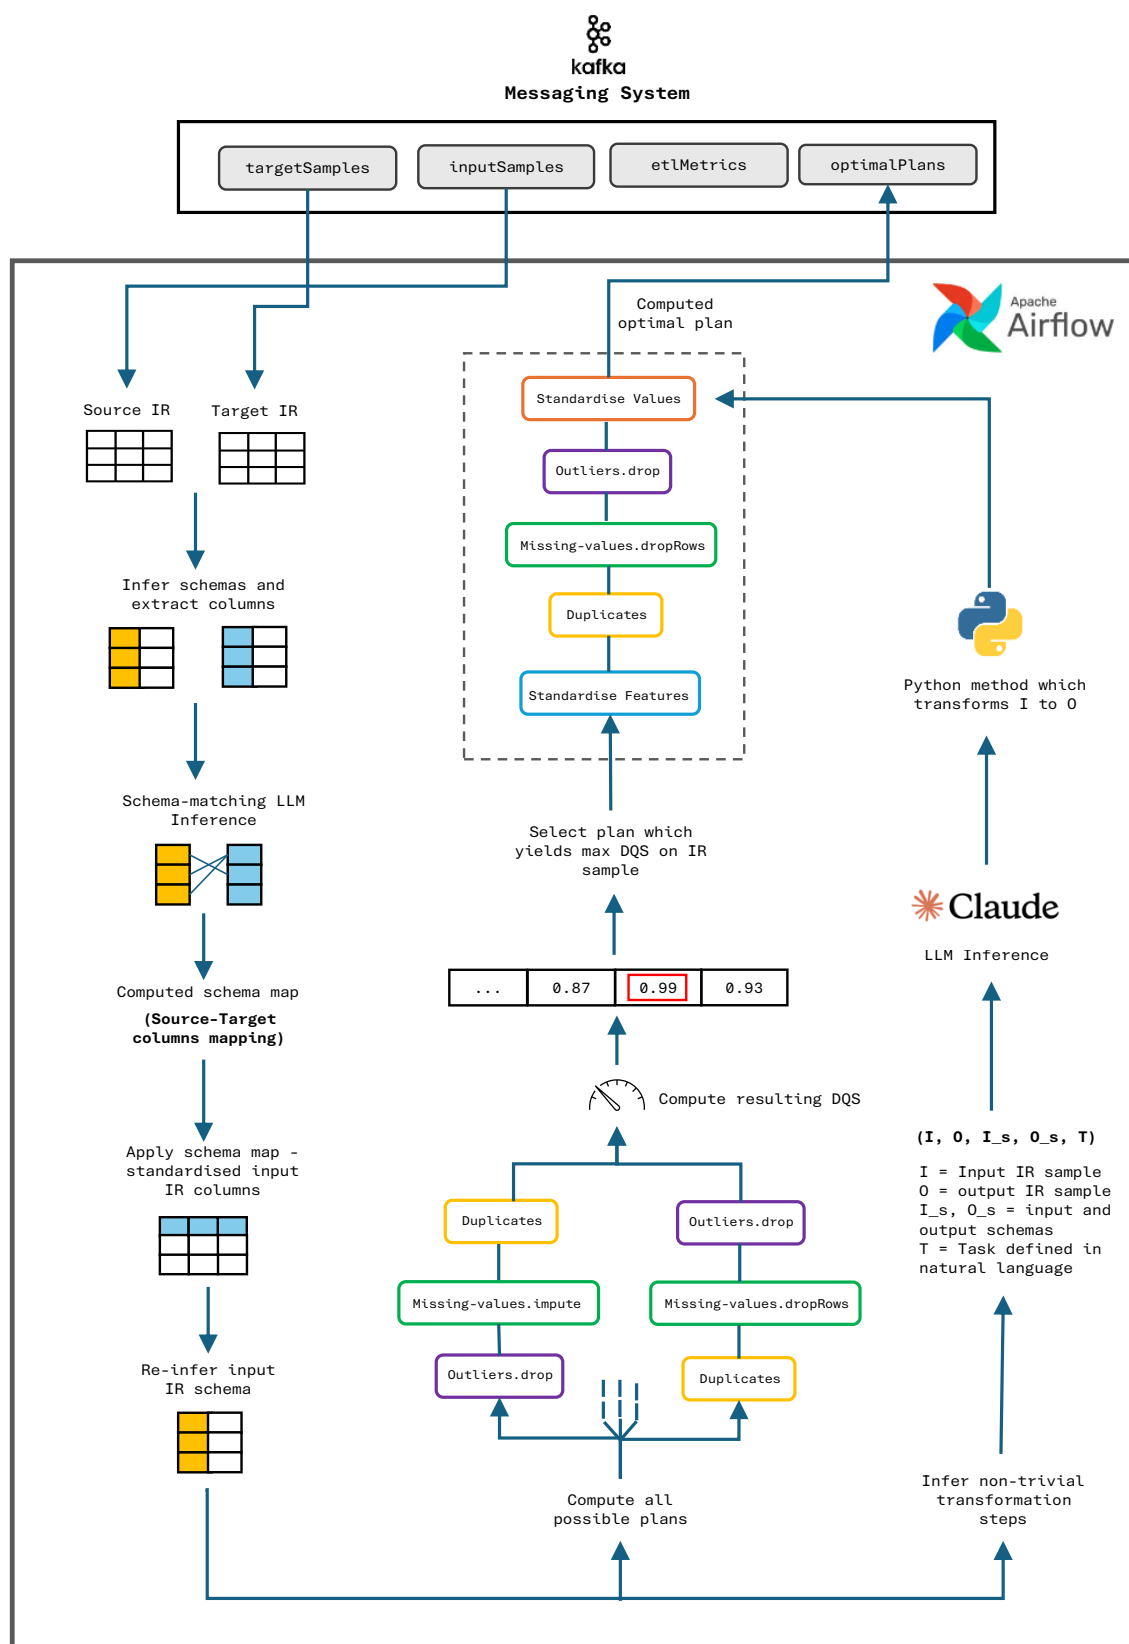 kafka
Messaging System
targetSamples
inputSamples
etlMetrics
optimalPlans
Apache
Airflow
Computed
optimal plan
Source IR
Target IR
Infer schemas and
extract columns
Schema-matching LLM
Inference
Computed schema map
(Source-Target
columns mapping)
Apply schema map -
standardised input
IR columns
Re-infer input
IR schema
Standardise Values
Outliers.drop
Missing-values.dropRows
Duplicates
Standardise Features
Select plan which
yields max DQS on IR
sample
...
0.87
0.99
0.93
Compute resulting DQS
Duplicates
Missing-values.impute
Outliers.drop
Outliers.drop
Missing-values.dropRows
Duplicates
Compute all
possible plans
Python method which
transforms I to O
Claude
LLM Inference
(I, O, I_s, O_s, T)
I = Input IR sample
O = output IR sample
I_s, O_s = input and
output schemas
T = Task defined in
natural language
Infer non-trivial
transformation
steps